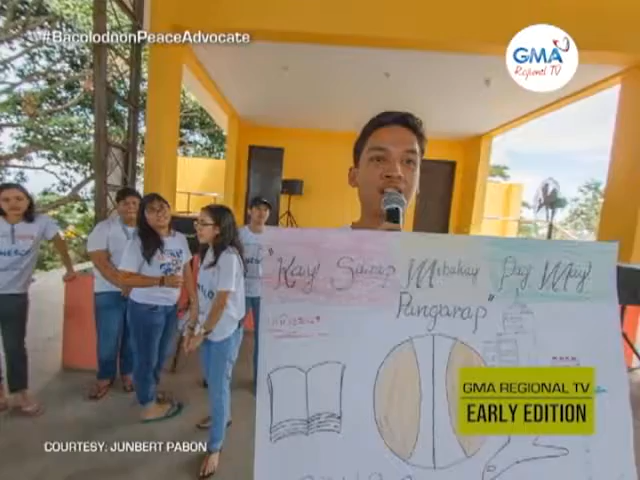 #BacolodnonPeaceAdvocate
GMA
Regional TV
"Kay! Sarap Mabuhay Pag May!
Pangarap"
GMA REGIONAL TV
EARLY EDITION
COURTESY: JUNBERT PABON